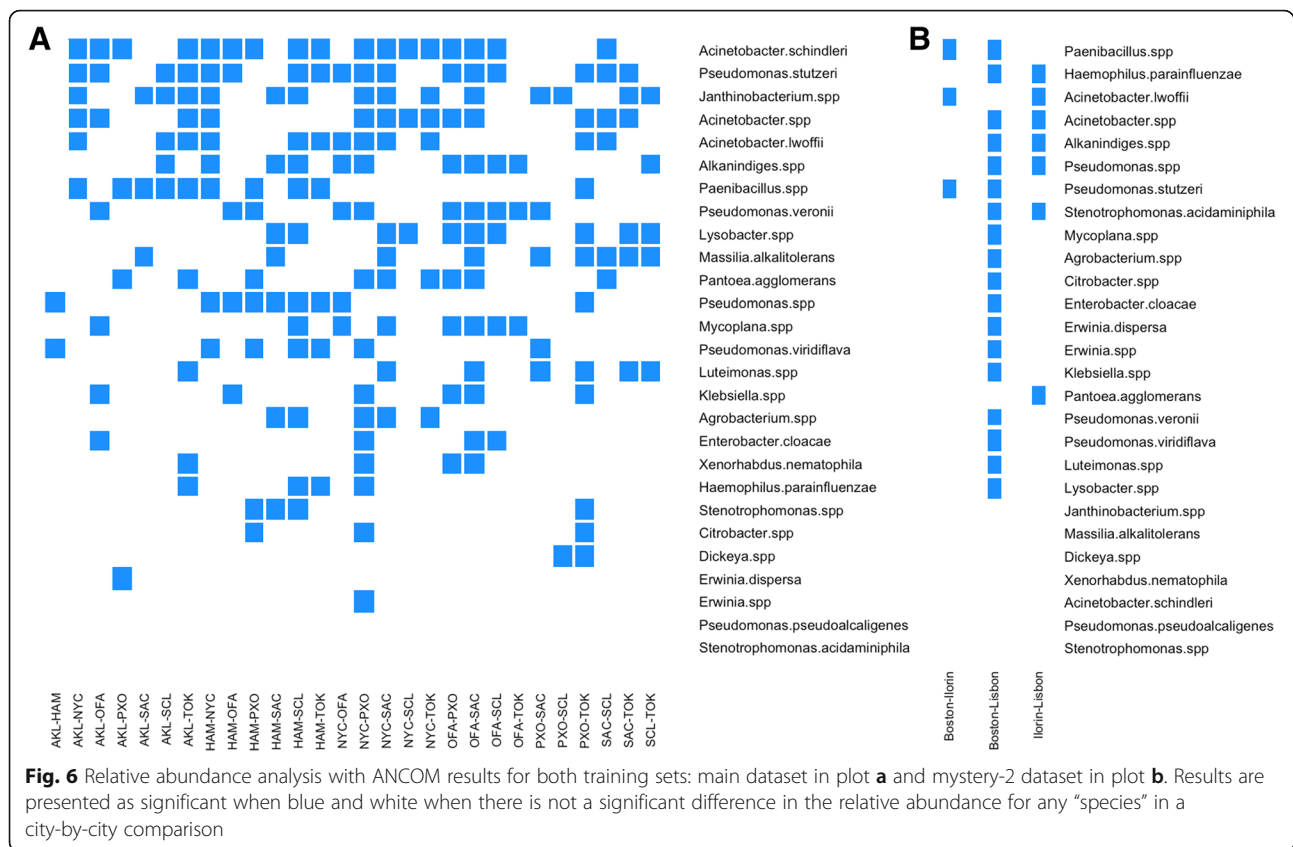 A
B
Acinetobacter.schindleri
Pseudomonas.stutzeri
Janthinobacterium.spp
Acinetobacter.spp
Acinetobacter.lwoffii
Alkanindiges.spp
Paenibacillus.spp
Pseudomonas.veronii
Lysobacter.spp
Massilia.alkalitolerans
Pantoea.agglomerans
Pseudomonas.spp
Mycoplana.spp
Pseudomonas.viridiflava
Luteimonas.spp
Klebsiella.spp
Agrobacterium.spp
Enterobacter.cloacae
Xenorhabdus.nematophila
Haemophilus.parainfluenzae
Stenotrophomonas.spp
Citrobacter.spp
Dickeya.spp
Erwinia.dispersa
Erwinia.spp
Pseudomonas.pseudoalcaligenes
Stenotrophomonas.acidaminiphila
AKL-HAM
AKL-NYC
AKL-OFA
AKL-PXO
AKL-SAC
AKL-SCL
AKL-TOK
HAM-NYC
HAM-OFA
HAM-PXO
HAM-SAC
HAM-SCL
HAM-TOK
NYC-OFA
NYC-PXO
NYC-SAC
NYC-SCL
NYC-TOK
OFA-PXO
OFA-SAC
OFA-SCL
OFA-TOK
PXO-SAC
PXO-SCL
PXO-TOK
SAC-SCL
SAC-TOK
SCL-TOK
Paenibacillus.spp
Haemophilus.parainfluenzae
Acinetobacter.lwoffii
Acinetobacter.spp
Alkanindiges.spp
Pseudomonas.spp
Pseudomonas.stutzeri
Stenotrophomonas.acidaminiphila
Mycoplana.spp
Agrobacterium.spp
Citrobacter.spp
Enterobacter.cloacae
Erwinia.dispersa
Erwinia.spp
Klebsiella.spp
Pantoea.agglomerans
Pseudomonas.veronii
Pseudomonas.viridiflava
Luteimonas.spp
Lysobacter.spp
Janthinobacterium.spp
Massilia.alkalitolerans
Dickeya.spp
Xenorhabdus.nematophila
Acinetobacter.schindleri
Pseudomonas.pseudoalcaligenes
Stenotrophomonas.spp
Boston-Ilorin
Boston-Lisbon
Ilorin-Lisbon
Fig. 6 Relative abundance analysis with ANCOM results for both training sets: main dataset in plot a and mystery-2 dataset in plot b. Results are
presented as significant when blue and white when there is not a significant difference in the relative abundance for any “species” in a
city-by-city comparison